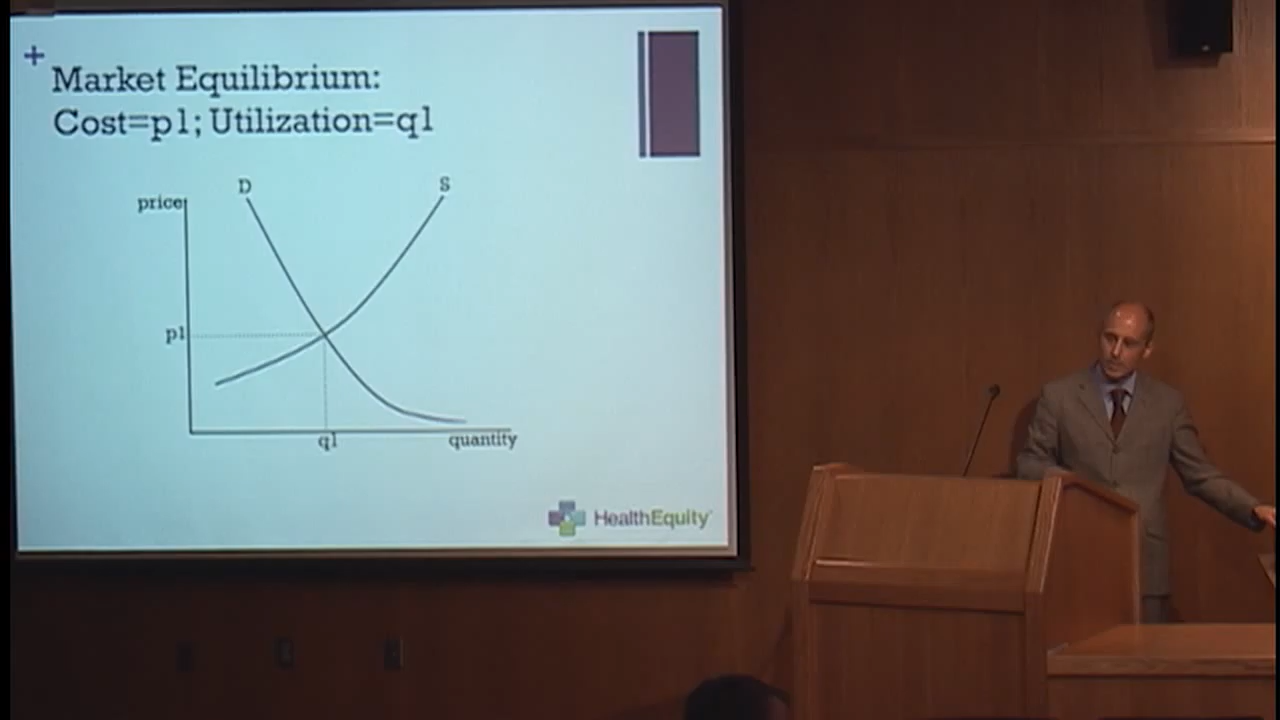 +
Market Equilibrium:
Cost=p1; Utilization=q1
D
S
price
p1
q1
quantity
HealthEquity